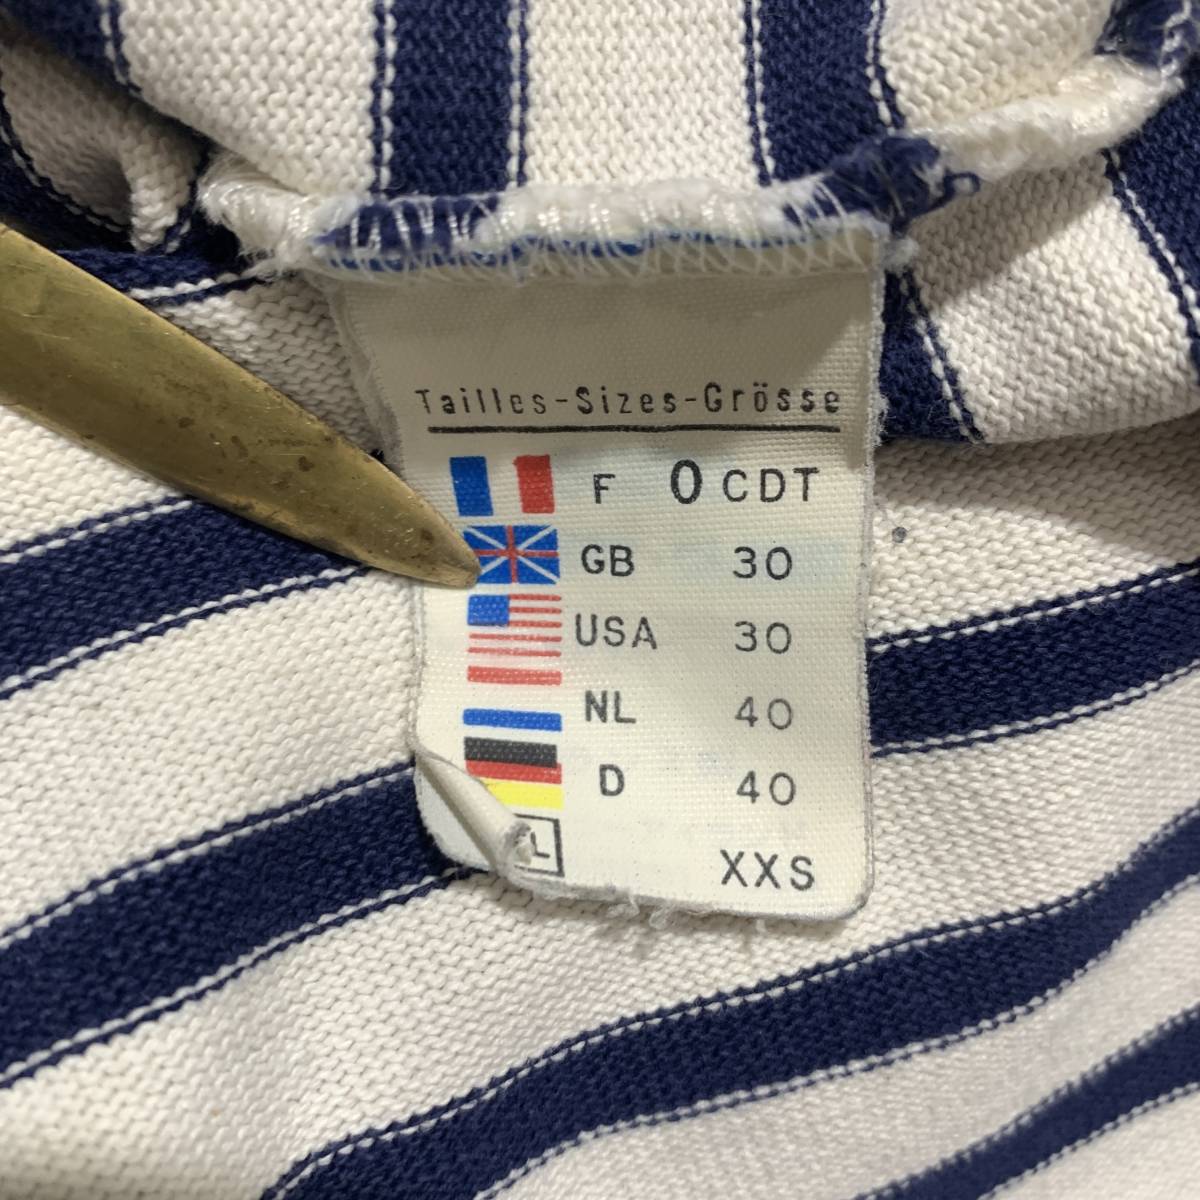 Tailles-Sizes-Grösse
F 0 CDT
GB 30
USA 30
NL 40
D 40
XXS